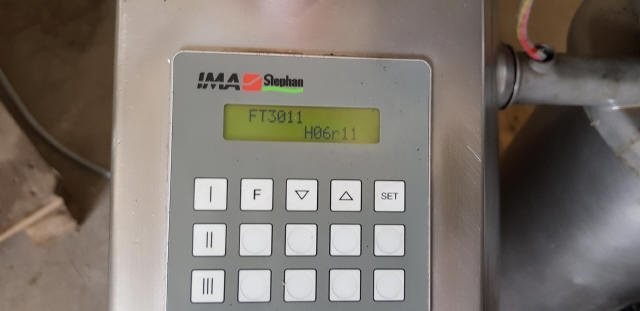 IMA Stephan
FT3011
H06r11
| F ▽ △ SET
||
|||